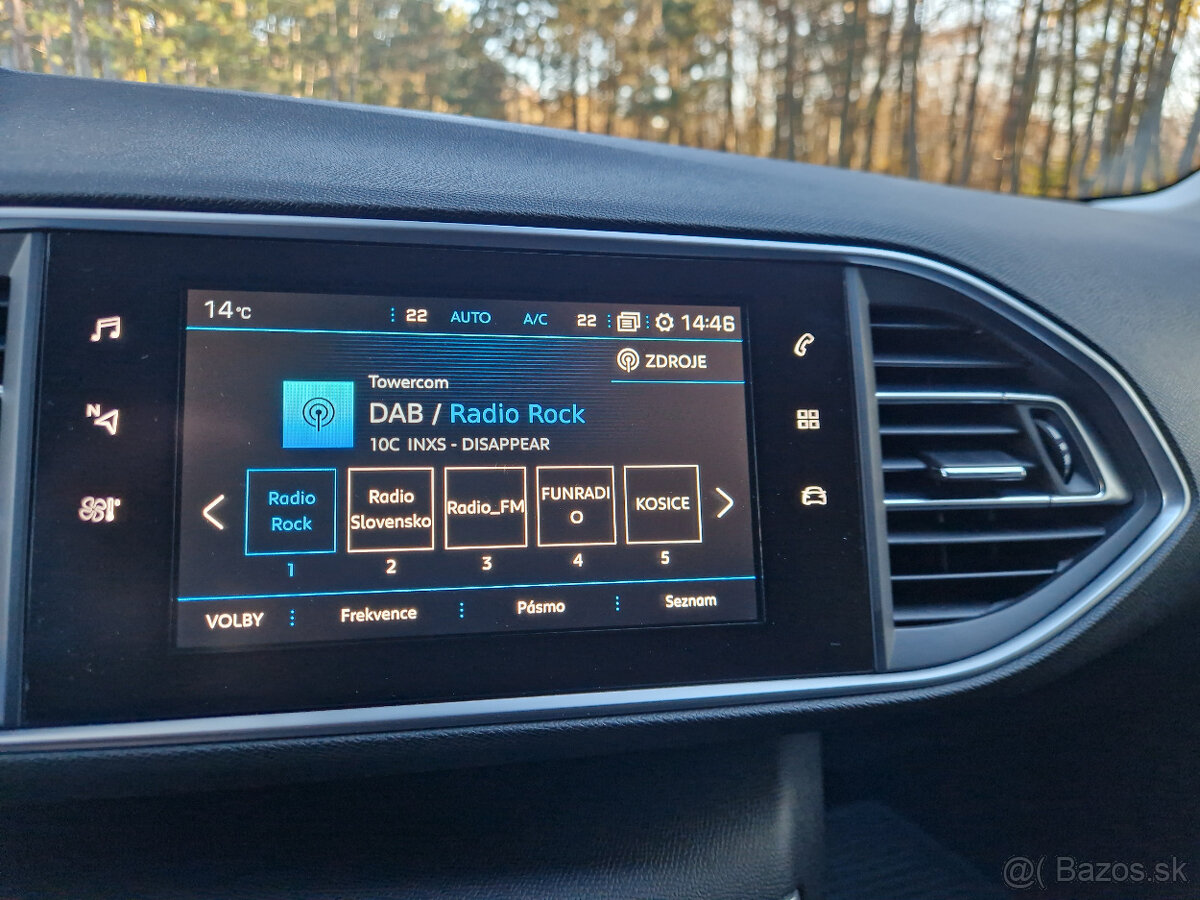 14°C
22 AUTO A/C 22 14:46
ZDROJE
Towercom
DAB / Radio Rock
10C INXS - DISAPPEAR
Radio Rock
Radio Slovensko
Radio_FM
FUNRADIO
KOSICE
1 2 3 4 5
VOLBY Frekvence Pásmo Seznam
N
@( Bazos.sk